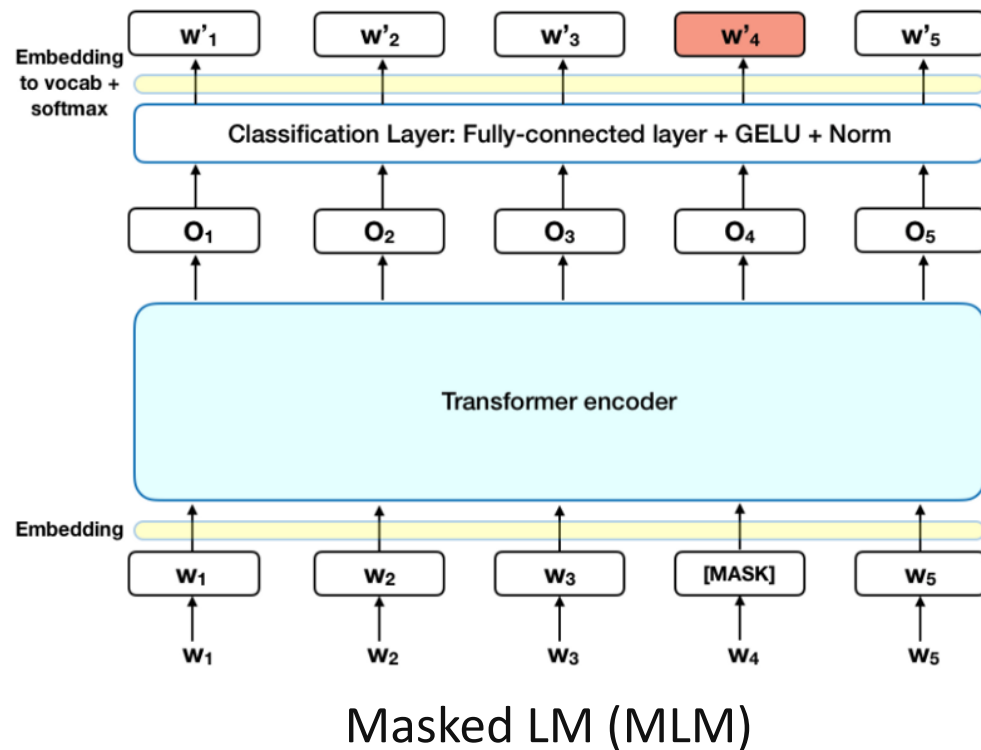 w'₁ w'₂ w'₃ w'₄ w'₅
Embedding
to vocab +
softmax
Classification Layer: Fully-connected layer + GELU + Norm
O₁ O₂ O₃ O₄ O₅
Transformer encoder
Embedding
w₁ w₂ w₃ [MASK] w₅
w₁ w₂ w₃ w₄ w₅
Masked LM (MLM)